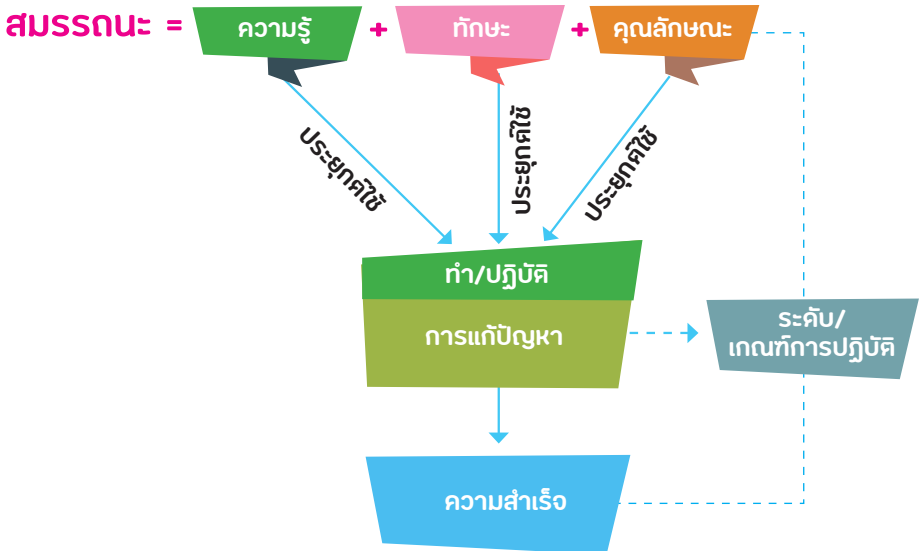 สมรรถนะ = ความรู้ + ทักษะ + คุณลักษณะ
ประยุกต์ใช้
ประยุกต์ใช้
ประยุกต์ใช้
ทำ/ปฏิบัติ
การแก้ปัญหา
ระดับ/
เกณฑ์การปฏิบัติ
ความสำเร็จ